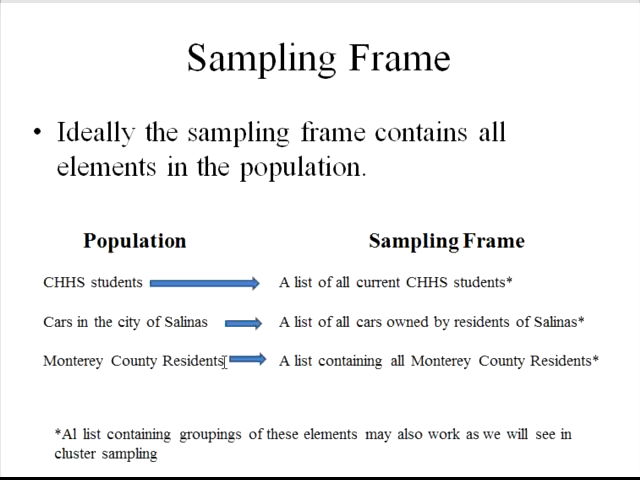 Sampling Frame
• Ideally the sampling frame contains all
elements in the population.
Population Sampling Frame
CHHS students A list of all current CHHS students*
Cars in the city of Salinas A list of all cars owned by residents of Salinas*
Monterey County Residents A list containing all Monterey County Residents*
*Al list containing groupings of these elements may also work as we will see in
cluster sampling